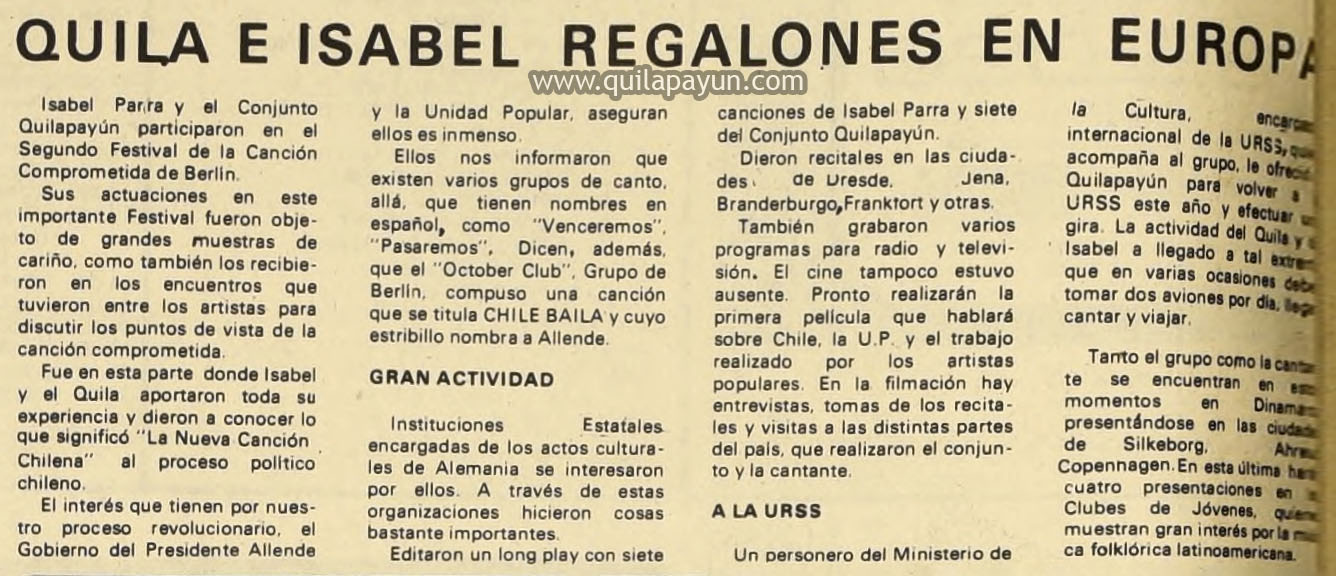 QUILA E ISABEL REGALONES EN EUROPA
www.quilapayun.com
Isabel Parra y el Conjunto
Quilapayún participaron en el
Segundo Festival de la Canción
Comprometida de Berlín.
Sus actuaciones en este
importante Festival fueron obje-
to de grandes muestras de
cariño, como también los recibie-
ron en los encuentros que
tuvieron entre los artistas para
discutir los puntos de vista de la
canción comprometida.
Fue en esta parte donde Isabel
y el Quila aportaron toda su
experiencia y dieron a conocer lo
que significó "La Nueva Canción
Chilena" al proceso político
chileno.
El interés que tienen por nues-
tro proceso revolucionario, el
Gobierno del Presidente Allende
y la Unidad Popular, aseguran
ellos es inmenso.
Ellos nos informaron que
existen varios grupos de canto,
allá, que tienen nombres en
español, como "Venceremos",
"Pasaremos", Dicen, además,
que el "October Club", Grupo de
Berlín, compuso una canción
que se titula CHILE BAILA y cuyo
estribillo nombra a Allende.
GRAN ACTIVIDAD
Instituciones Estatales
encargadas de los actos cultura-
les de Alemania se interesaron
por ellos. A través de estas
organizaciones hicieron cosas
bastante importantes.
Editaron un long play con siete
canciones de Isabel Parra y siete
del Conjunto Quilapayún.
Dieron recitales en las ciuda-
des de Dresde, Jena,
Branderburgo, Frankfort y otras.
También grabaron varios
programas para radio y televi-
sión. El cine tampoco estuvo
ausente. Pronto realizarán la
primera película que hablará
sobre Chile, la U.P. y el trabajo
realizado por los artistas
populares. En la filmación hay
entrevistas, tomas de los recita-
les y visitas a las distintas partes
del país, que realizaron el conjun-
to y la cantante.
A LA URSS
Un personero del Ministerio de
la Cultura,
internacional de la URSS,
acompaña al grupo, le
Quilapayún para volver a
URSS este año y efectuar
gira. La actividad del Quila y
Isabel a llegado a tal
que en varias ocasiones
tomar dos aviones por día,
cantar y viajar.
Tanto el grupo como la
te se encuentran en
momentos en
presentándose en las
de Silkeborg,
Copennagen. En esta última
cuatro presentaciones en
Clubes de Jóvenes,
muestran gran interés por la
ca folklórica latinoamericana.